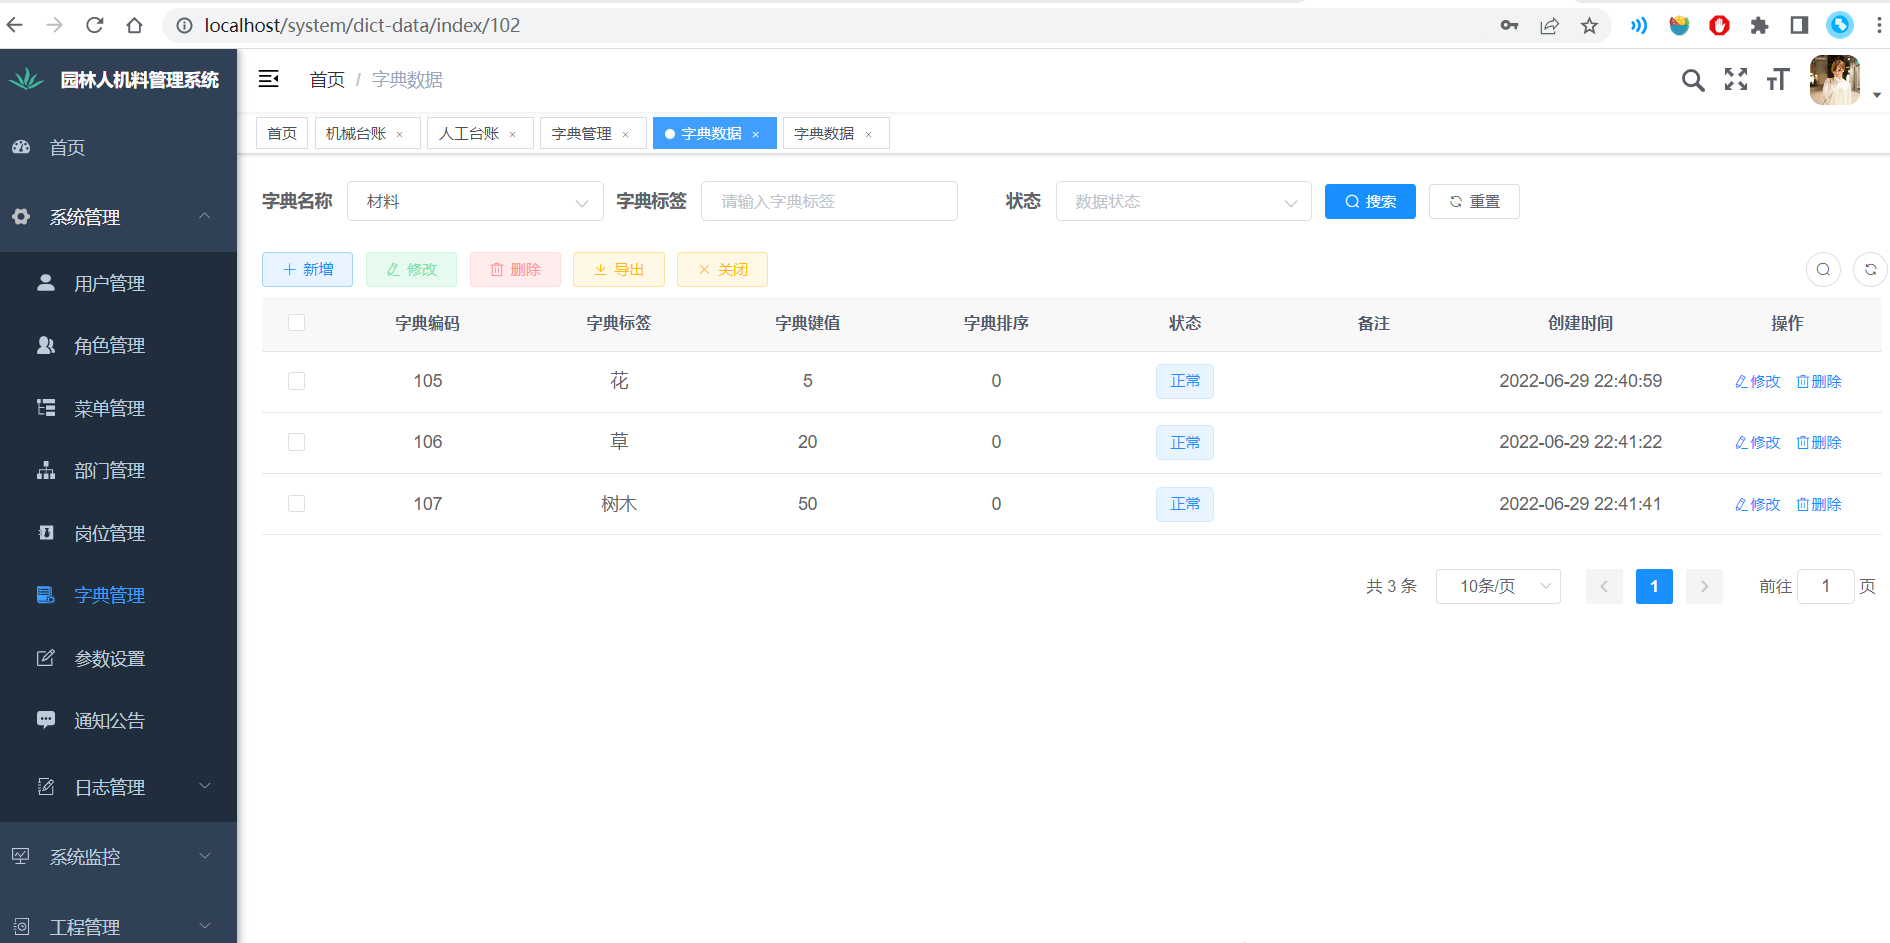 localhost/system/dict-data/index/102
园林人机料管理系统
首页 / 字典数据
首页 机械台账 × 人工台账 × 字典管理 × 字典数据 × 字典数据 ×
首页
系统管理
用户管理
角色管理
菜单管理
部门管理
岗位管理
字典管理
参数设置
通知公告
日志管理
系统监控
工程管理
字典名称 材料 字典标签 请输入字典标签 状态 数据状态 搜索 重置
新增 修改 删除 导出 关闭
字典编码 字典标签 字典键值 字典排序 状态 备注 创建时间 操作
105 花 5 0 正常 2022-06-29 22:40:59 修改 删除
106 草 20 0 正常 2022-06-29 22:41:22 修改 删除
107 树木 50 0 正常 2022-06-29 22:41:41 修改 删除
共 3 条 10条/页 1 前往 1 页